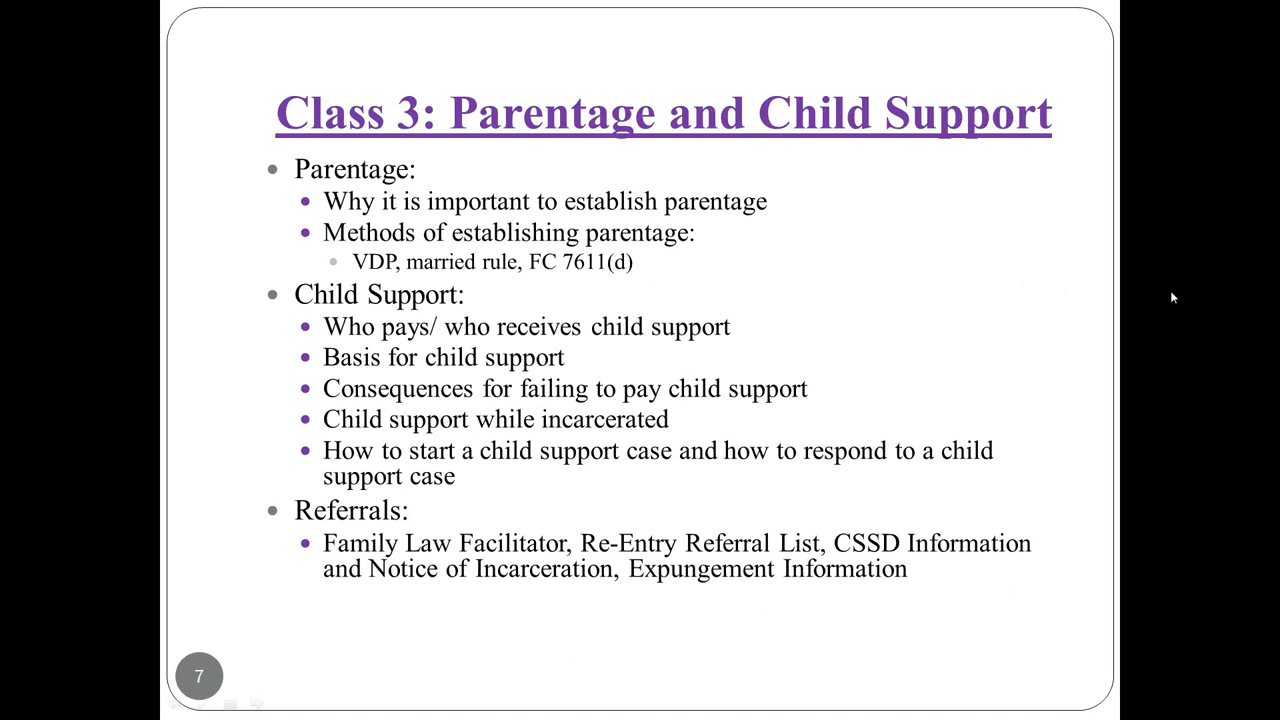 Class 3: Parentage and Child Support
Parentage:
Why it is important to establish parentage
Methods of establishing parentage:
VDP, married rule, FC 7611(d)
Child Support:
Who pays/ who receives child support
Basis for child support
Consequences for failing to pay child support
Child support while incarcerated
How to start a child support case and how to respond to a child
support case
Referrals:
Family Law Facilitator, Re-Entry Referral List, CSSD Information
and Notice of Incarceration, Expungement Information
7